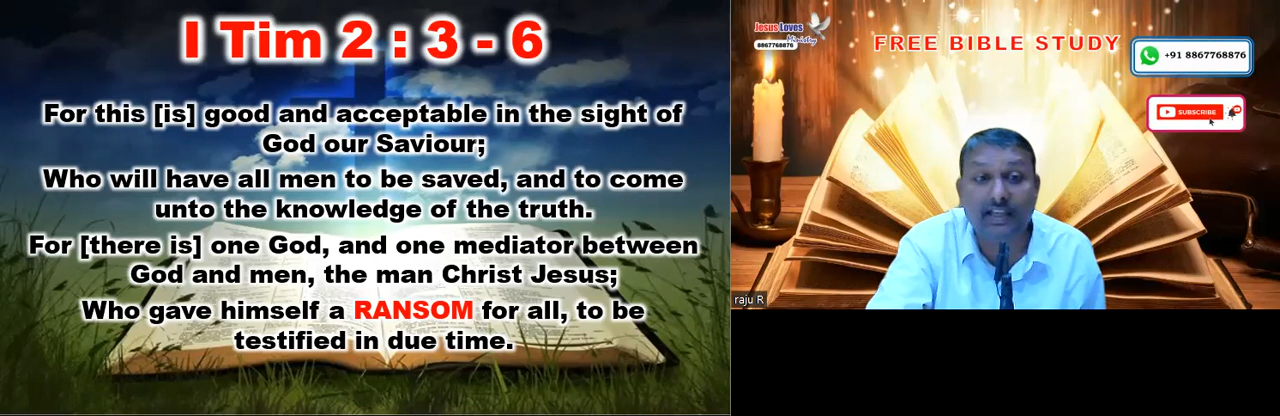 I Tim 2 : 3 - 6
For this [is] good and acceptable in the sight of
God our Saviour;
Who will have all men to be saved, and to come
unto the knowledge of the truth.
For [there is] one God, and one mediator between
God and men, the man Christ Jesus;
Who gave himself a RANSOM for all, to be
testified in due time.
Jesus Loves
Ministry
8867768876
FREE BIBLE STUDY
+91 8867768876
SUBSCRIBE
raju R